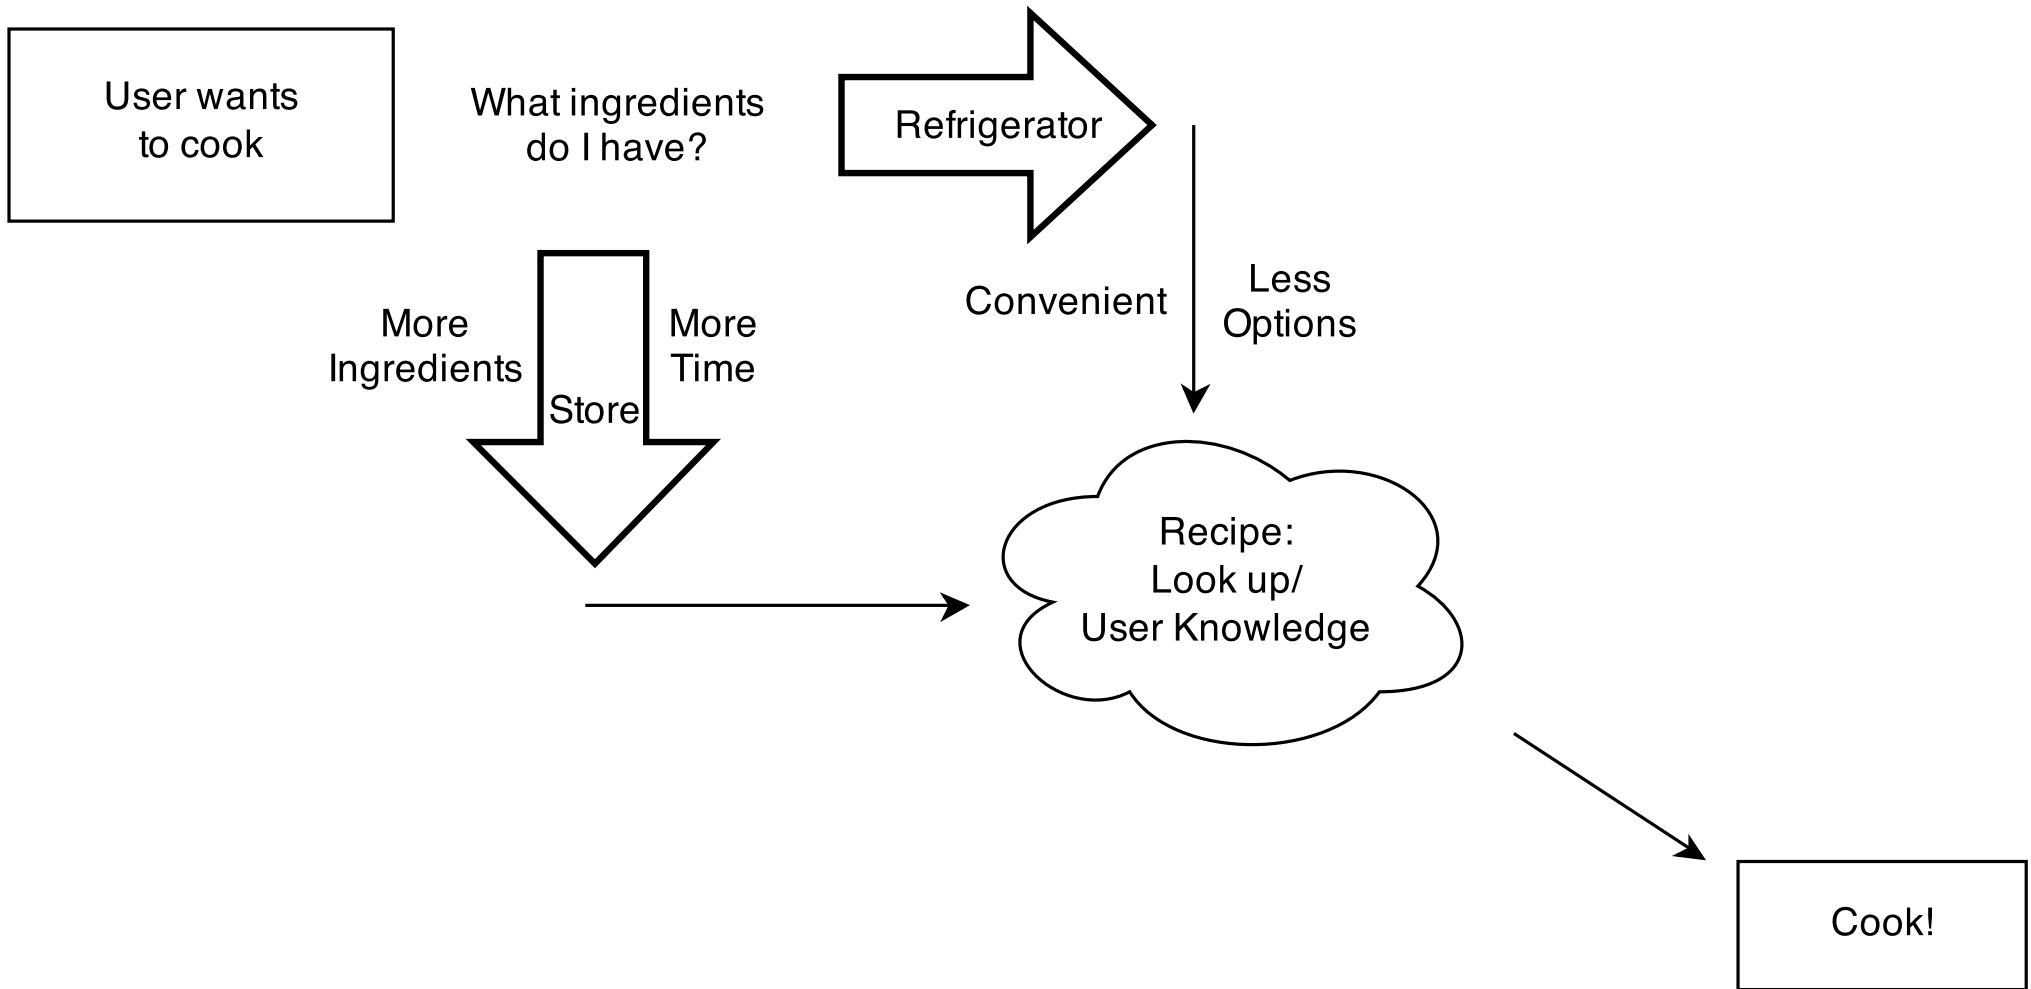 User wants
to cook
What ingredients
do I have?
Refrigerator
More
Ingredients
Store
More
Time
Convenient
Less
Options
Recipe:
Look up/
User Knowledge
Cook!